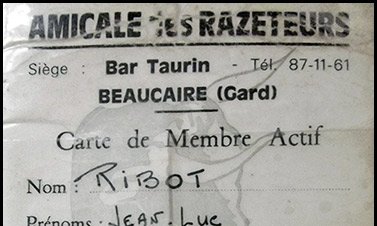 AMICALE des RAZETEURS
Siège : Bar Taurin - Tél. 87-11-61
BEAUCAIRE (Gard)
Carte de Membre Actif
Nom : RIBOT
Prénoms : JEAN-LUC